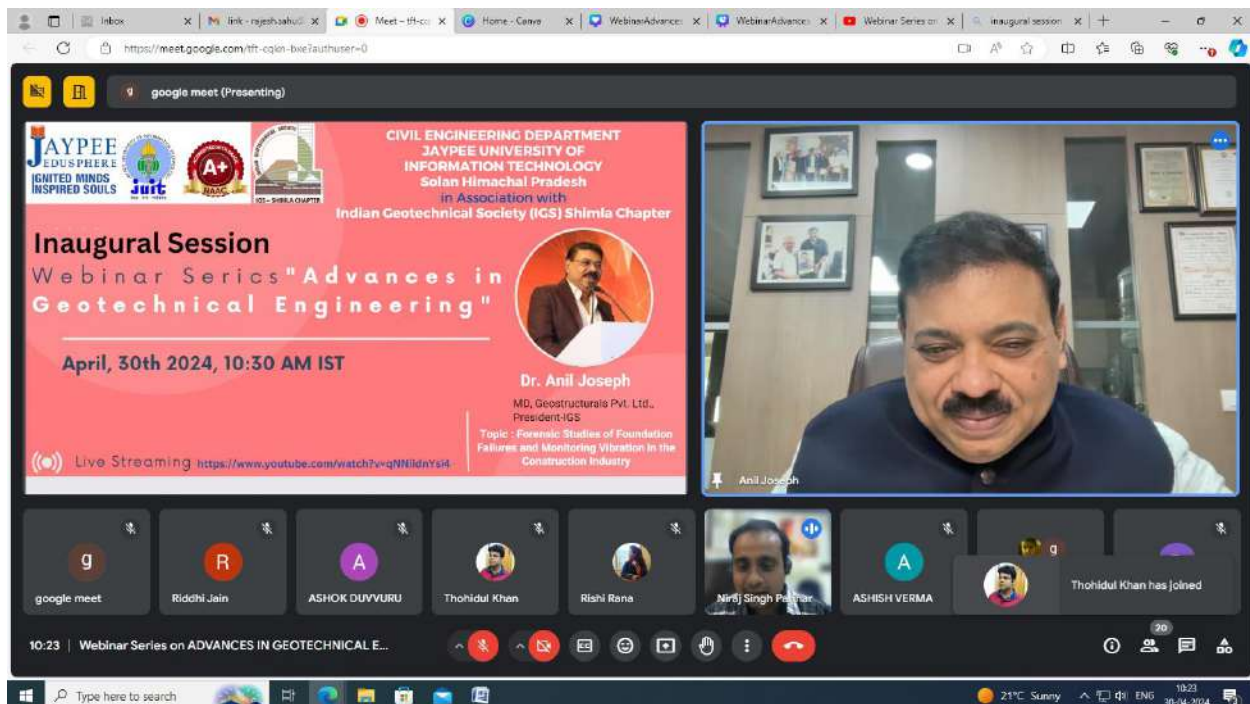 Inbox
link - rajesh.sahu
Meet – tft-cq
Home - Canva
WebinarAdvances
WebinarAdvances
Webinar Series on
inaugural session
https://meet.google.com/tft-cqkn-bxe?authuser=0
g
google meet (Presenting)
JAYPEE
EDUSPHERE
IGNITED MINDS
INSPIRED SOULS
juit
A+
NAAC
IGS – SHIMLA CHAPTER
CIVIL ENGINEERING DEPARTMENT
JAYPEE UNIVERSITY OF
INFORMATION TECHNOLOGY
Solan Himachal Pradesh
in Association with
Indian Geotechnical Society (IGS) Shimla Chapter
Inaugural Session
Webinar Serics "Advances in
Geotechnical Engineering"
April, 30th 2024, 10:30 AM IST
Dr. Anil Joseph
MD, Geostructurals Pvt. Ltd.,
President-IGS
Topic : Forensic Studies of Foundation
Failures and Monitoring Vibration in the
Construction Industry
Live Streaming https://www.youtube.com/watch?v=
Anil Joseph
g
R
A
A
g
google meet
Riddhi Jain
ASHOK DUVVURU
Thohidul Khan
Rishi Rana
Niraj Singh Parihar
ASHISH VERMA
Thohidul Khan has joined
10:23 | Webinar Series on ADVANCES IN GEOTECHNICAL E...
20
Type here to search
21°C Sunny
ENG
10:23
30-04-2024